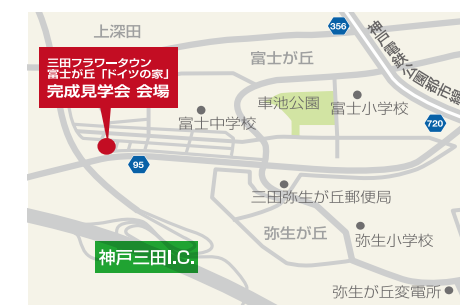 上深田
356
神戸電鉄公園都市線
三田フラワータウン
富士が丘「ドイツの家」
完成見学会 会場
富士が丘
車池公園
富士小学校
富士中学校
720
95
三田弥生が丘郵便局
弥生が丘
弥生小学校
神戸三田I.C.
弥生が丘変電所